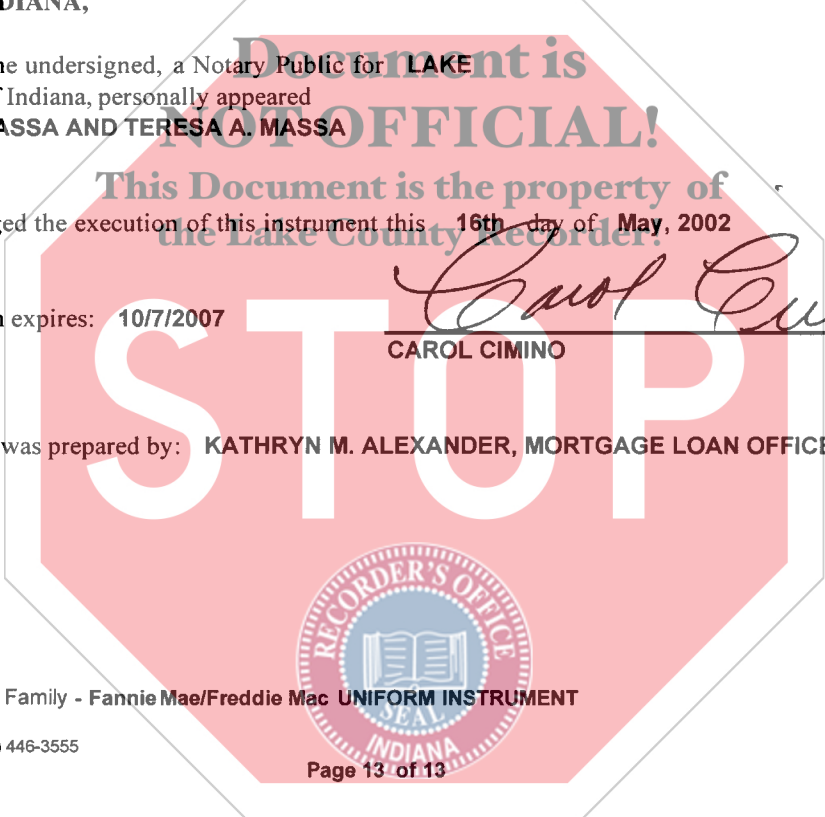 DIANA,
Document is
ne undersigned, a Notary Public for LAKE
f Indiana, personally appeared
NOT OFFICIAL!
ASSA AND TERESA A. MASSA
This Document is the property of
ged the execution of this instrument this 16th day of May, 2002
the Lake County Recorder!
Carol
n expires: 10/7/2007
CAROL CIMINO
STOP
was prepared by: KATHRYN M. ALEXANDER, MORTGAGE LOAN OFFICE
RECORDER'S OFFICE
Family - Fannie Mae/Freddie Mac UNIFORM INSTRUMENT
SEAL
) 446-3555
INDIANA
Page 13 of 13